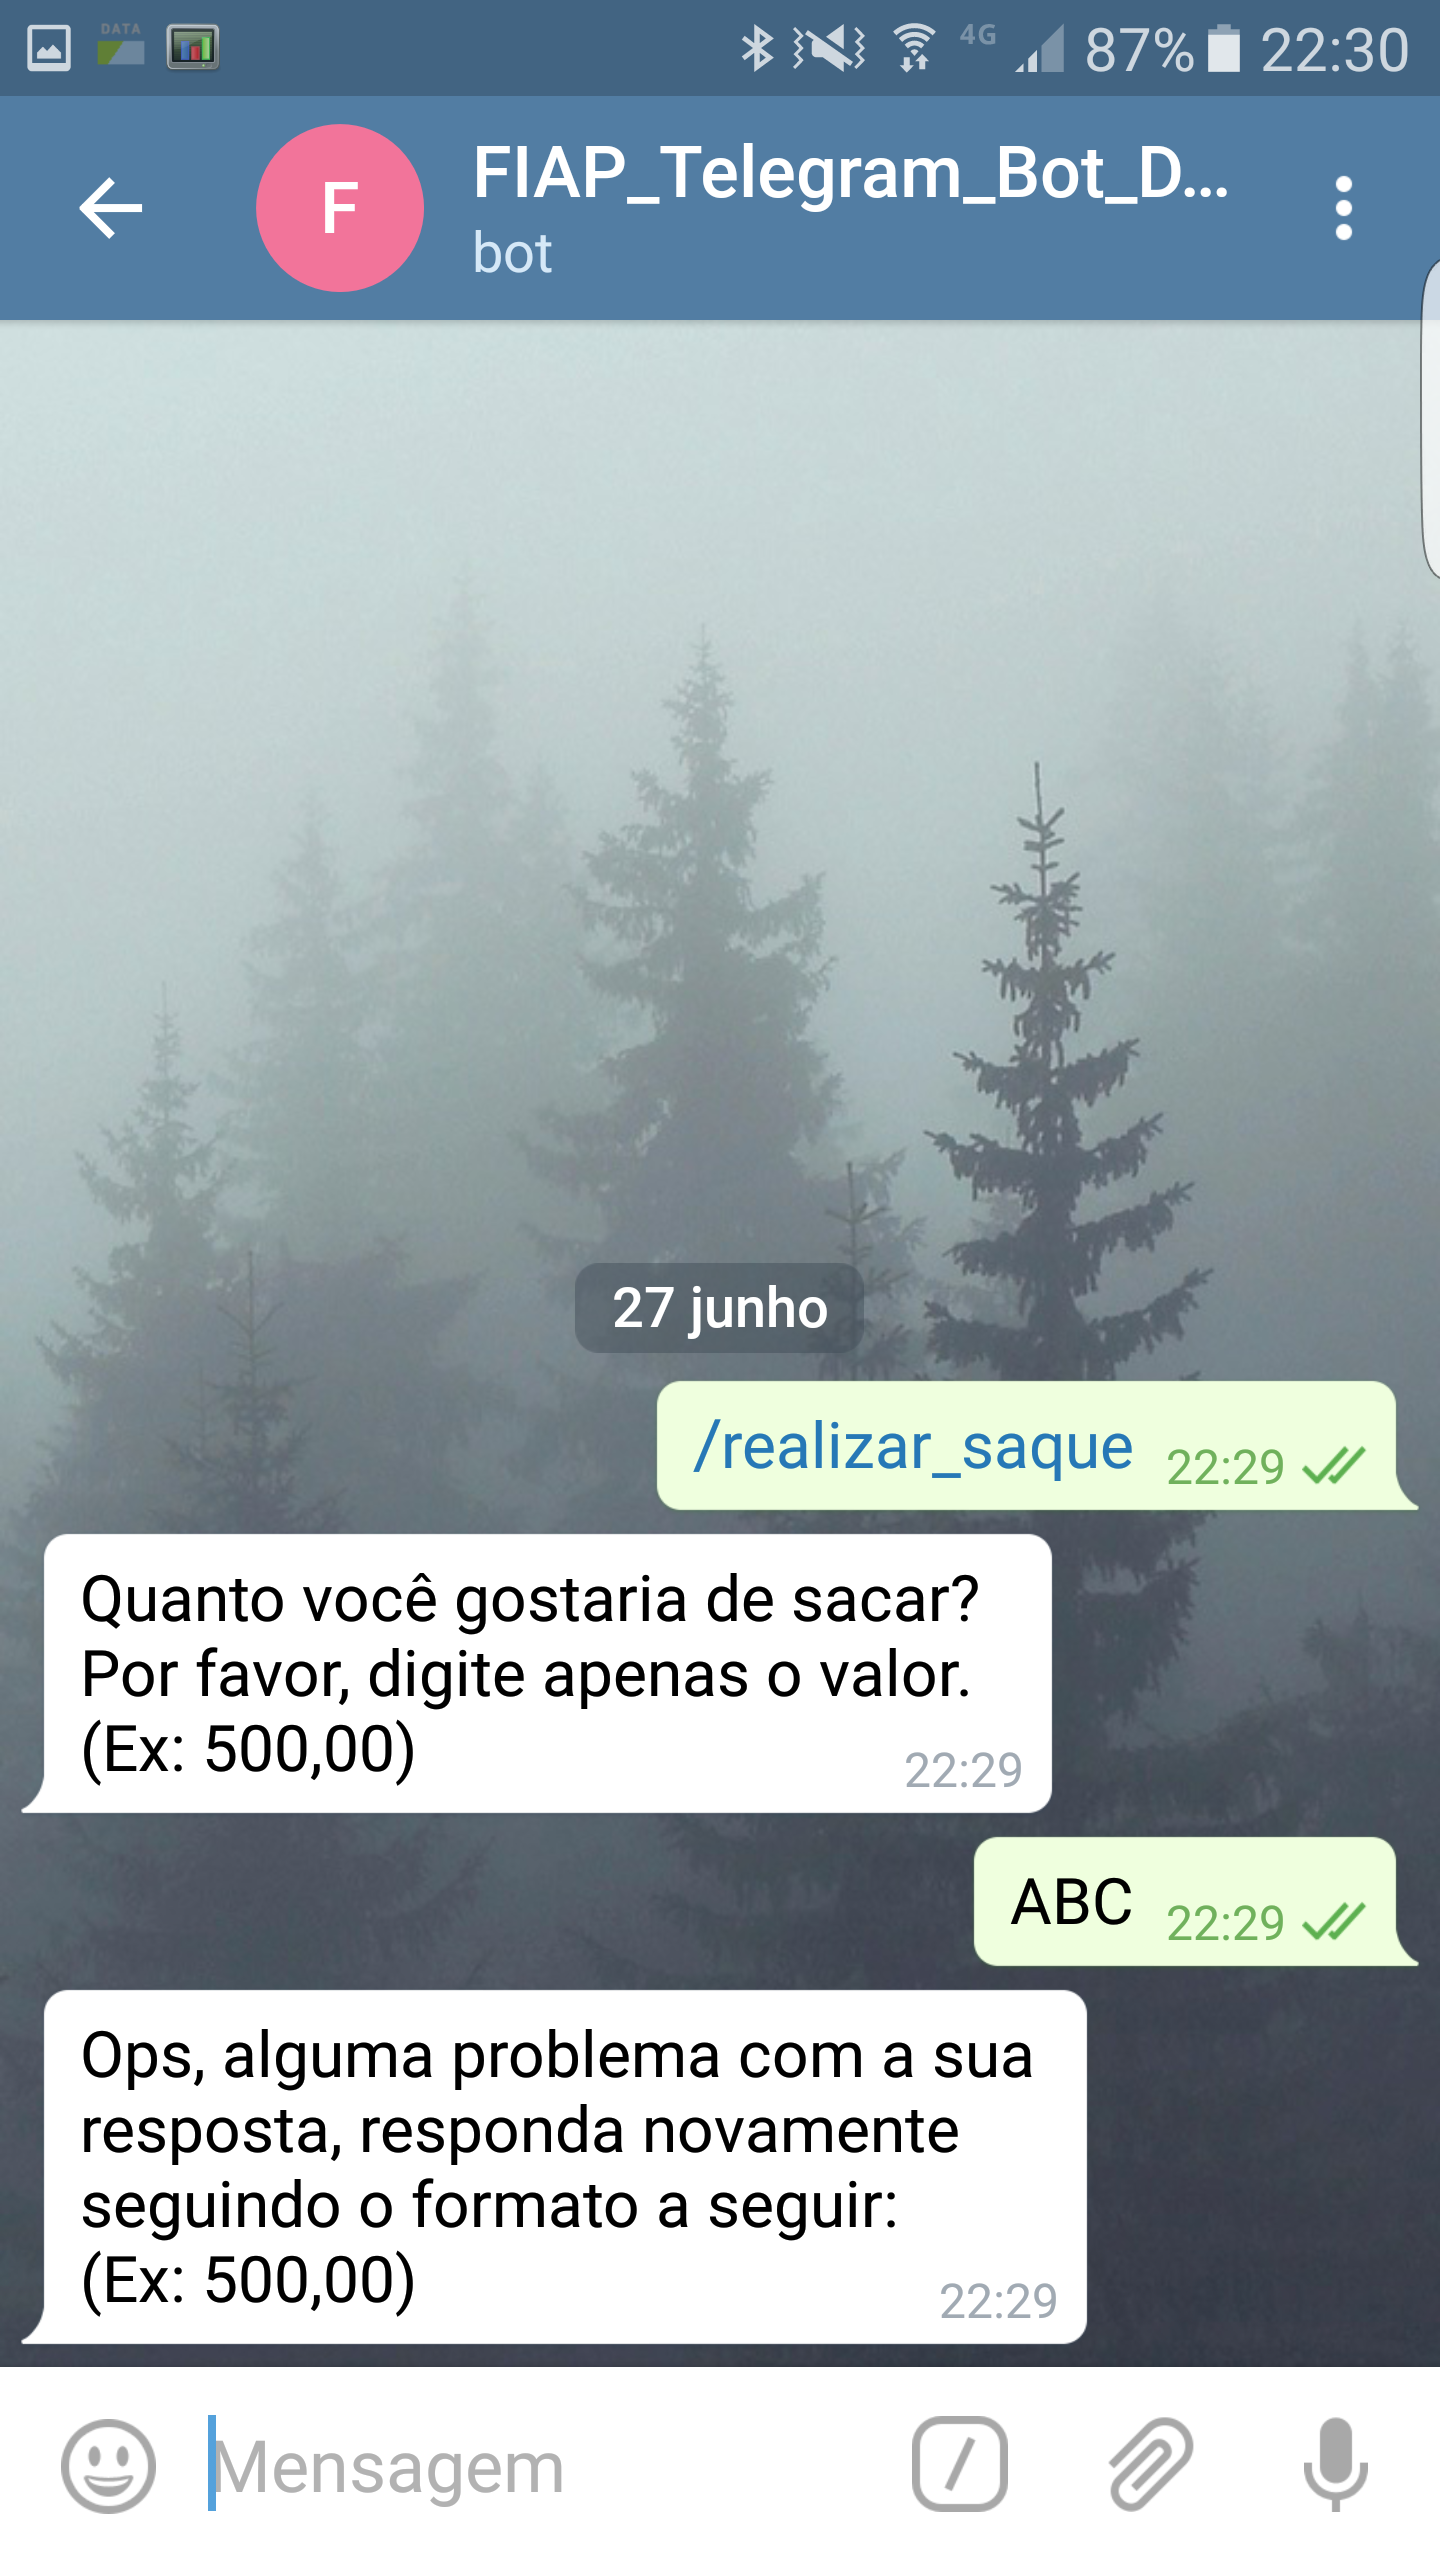 DATA
4G
87%
22:30
F
FIAP_Telegram_Bot_D...
bot
27 junho
/realizar_saque 22:29
Quanto você gostaria de sacar?
Por favor, digite apenas o valor.
(Ex: 500,00)
22:29
ABC 22:29
Ops, alguma problema com a sua
resposta, responda novamente
seguindo o formato a seguir:
(Ex: 500,00)
22:29
Mensagem